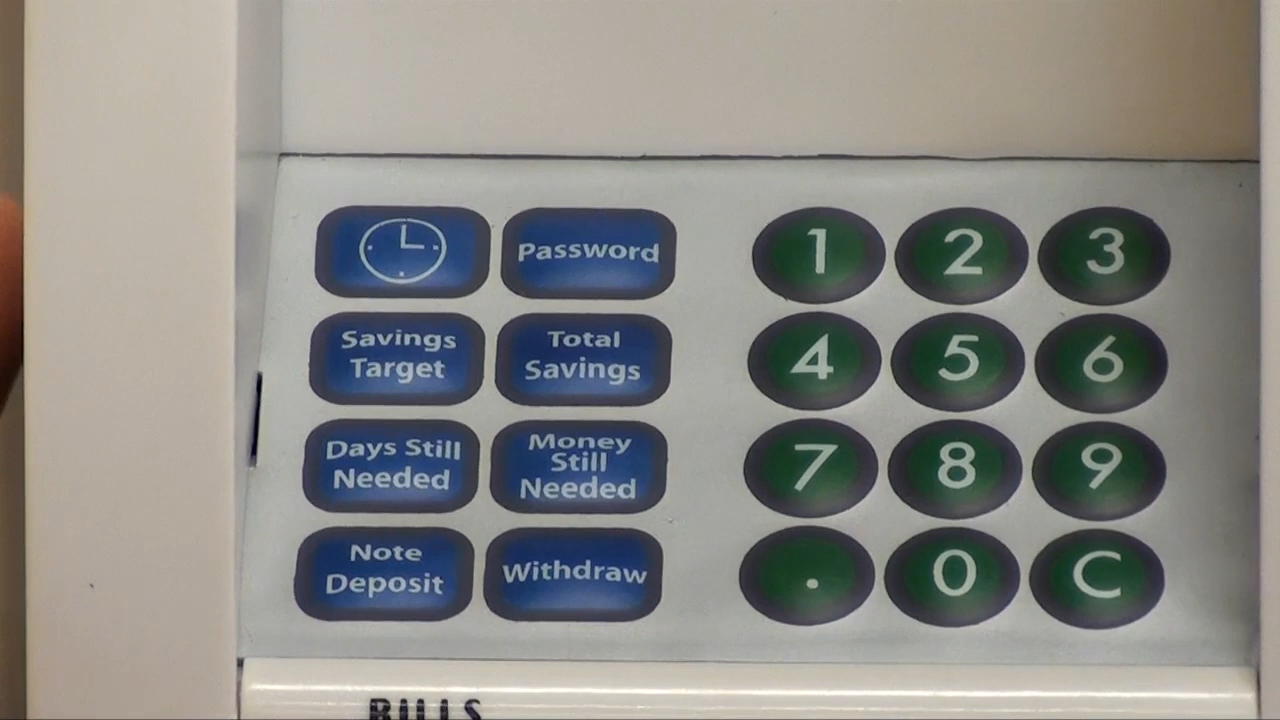 Password
1 2 3
Savings
Target
Total
Savings
4 5 6
Days Still
Needed
Money
Still
Needed
7 8 9
Note
Deposit
Withdraw
. 0 C
BILLS